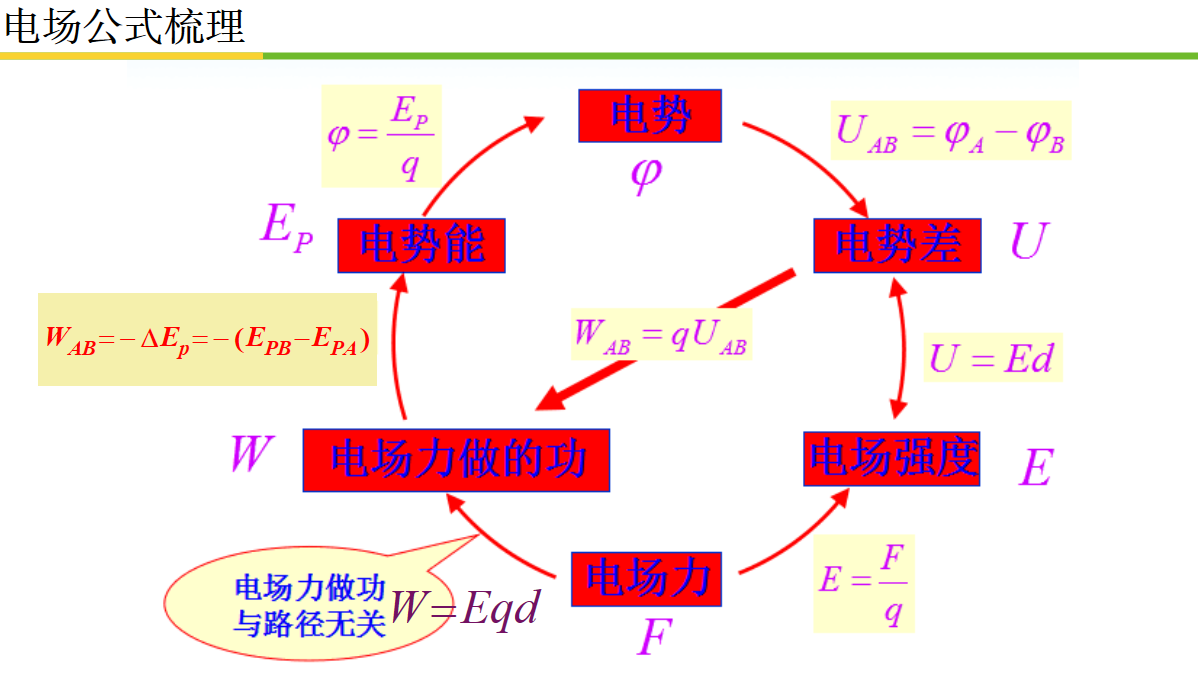 电场公式梳理
φ = E_P / q
电势
φ
U_AB = φ_A − φ_B
E_P
电势能
电势差
U
W_AB=−ΔE_p=−(E_PB−E_PA)
W_AB = qU_AB
U = Ed
W
电场力做的功
电场强度
E
电场力做功
与路径无关
W=Eqd
电场力
F
E = F / q